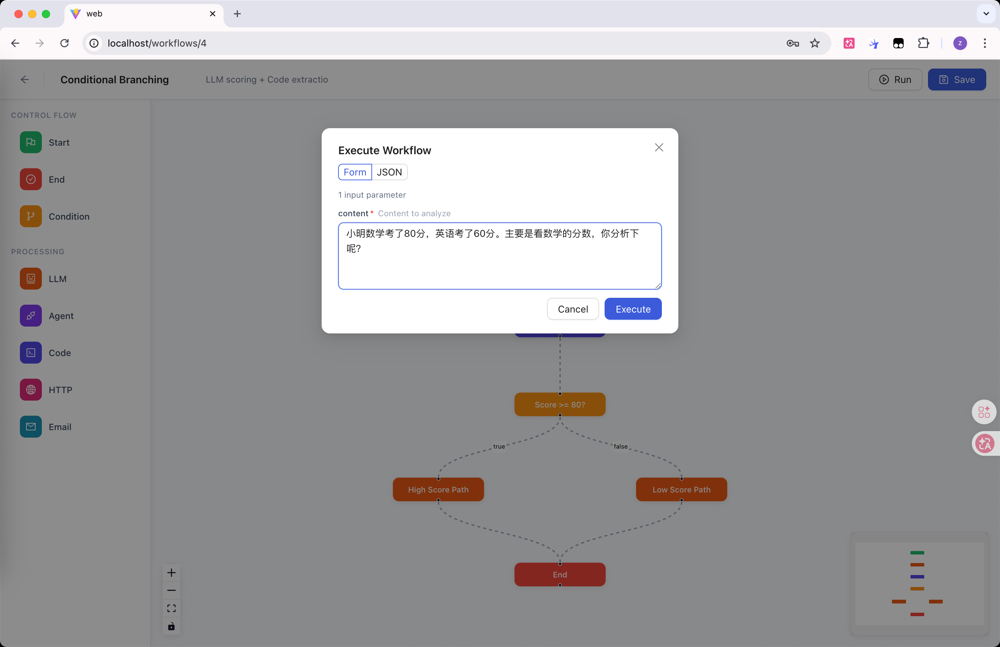 web
localhost/workflows/4
z
Conditional Branching
LLM scoring + Code extractio
Run
Save
CONTROL FLOW
Start
End
Condition
PROCESSING
LLM
Agent
Code
HTTP
Email
Execute Workflow
Form
JSON
1 input parameter
content* Content to analyze
小明数学考了80分，英语考了60分。主要是看数学的分数，你分析下
呢？
Cancel
Execute
Score >= 80?
true
false
High Score Path
Low Score Path
End